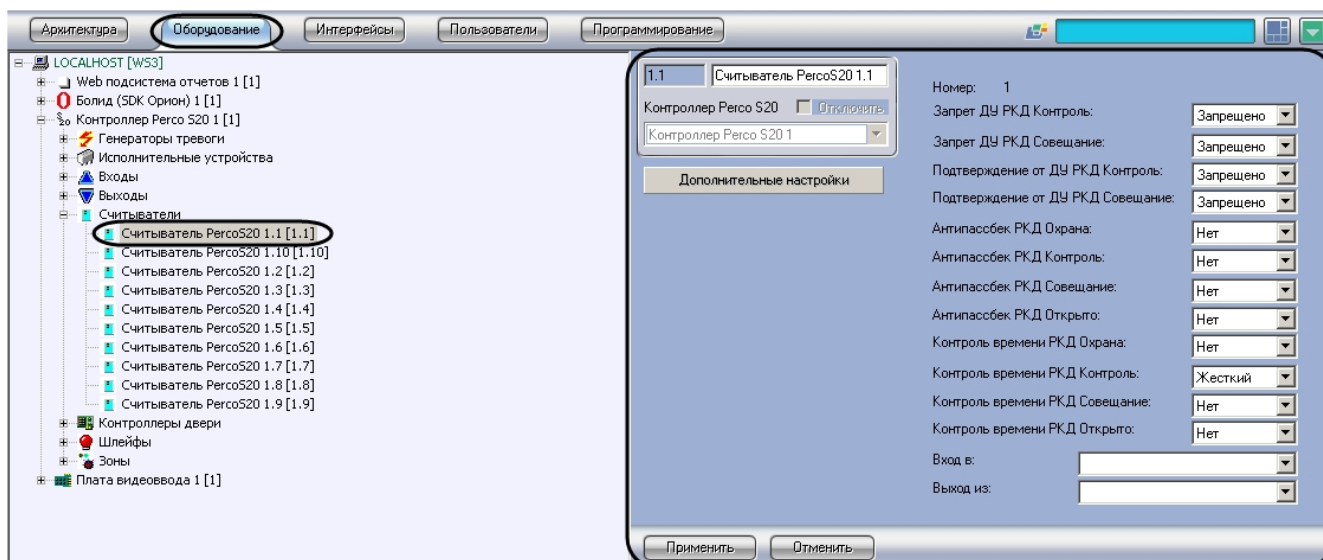 Архитектура Оборудование Интерфейсы Пользователи Программирование
LOCALHOST [WS3]
Web подсистема отчетов 1 [1]
Болид (SDK Орион) 1 [1]
Контроллер Perco S20 1 [1]
Генераторы тревоги
Исполнительные устройства
Входы
Выходы
Считыватели
Считыватель PercoS20 1.1 [1.1]
Считыватель PercoS20 1.10 [1.10]
Считыватель PercoS20 1.2 [1.2]
Считыватель PercoS20 1.3 [1.3]
Считыватель PercoS20 1.4 [1.4]
Считыватель PercoS20 1.5 [1.5]
Считыватель PercoS20 1.6 [1.6]
Считыватель PercoS20 1.7 [1.7]
Считыватель PercoS20 1.8 [1.8]
Считыватель PercoS20 1.9 [1.9]
Контроллеры двери
Шлейфы
Зоны
Плата видеоввода 1 [1]
1.1 Считыватель PercoS20 1.1
Контроллер Perco S20 Отключить
Контроллер Perco S20 1
Дополнительные настройки
Номер: 1
Запрет ДУ РКД Контроль: Запрещено
Запрет ДУ РКД Совещание: Запрещено
Подтверждение от ДУ РКД Контроль: Запрещено
Подтверждение от ДУ РКД Совещание: Запрещено
Антипассбек РКД Охрана: Нет
Антипассбек РКД Контроль: Нет
Антипассбек РКД Совещание: Нет
Антипассбек РКД Открыто: Нет
Контроль времени РКД Охрана: Нет
Контроль времени РКД Контроль: Жесткий
Контроль времени РКД Совещание: Нет
Контроль времени РКД Открыто: Нет
Вход в:
Выход из:
Применить Отменить